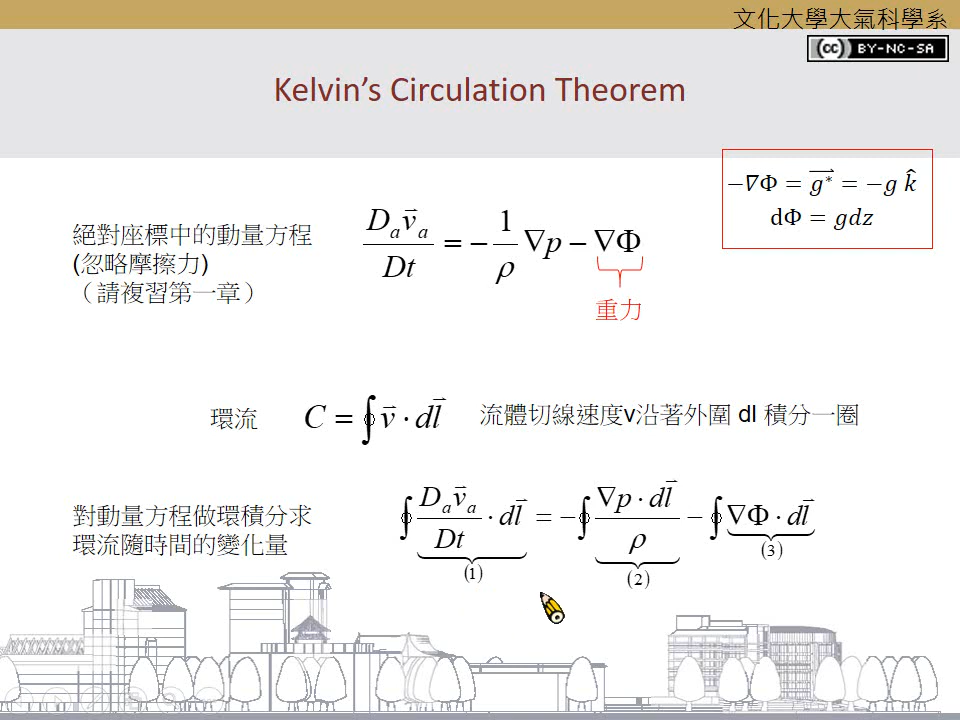 文化大學大氣科學系
(cc) BY-NC-SA
Kelvin's Circulation Theorem
−∇Φ = g*⃗ = −g k̂
dΦ = gdz
絕對座標中的動量方程
(忽略摩擦力)
（請複習第一章）
D_a v⃗_a / Dt = − 1/ρ ∇p − ∇Φ
重力
環流 C = ∮ v⃗ · dl⃗ 流體切線速度v沿著外圍 dl 積分一圈
對動量方程做環積分求
環流隨時間的變化量
∮ D_a v⃗_a / Dt · dl⃗ = − ∮ ∇p · dl⃗ / ρ − ∮ ∇Φ · dl⃗
(1) (2) (3)